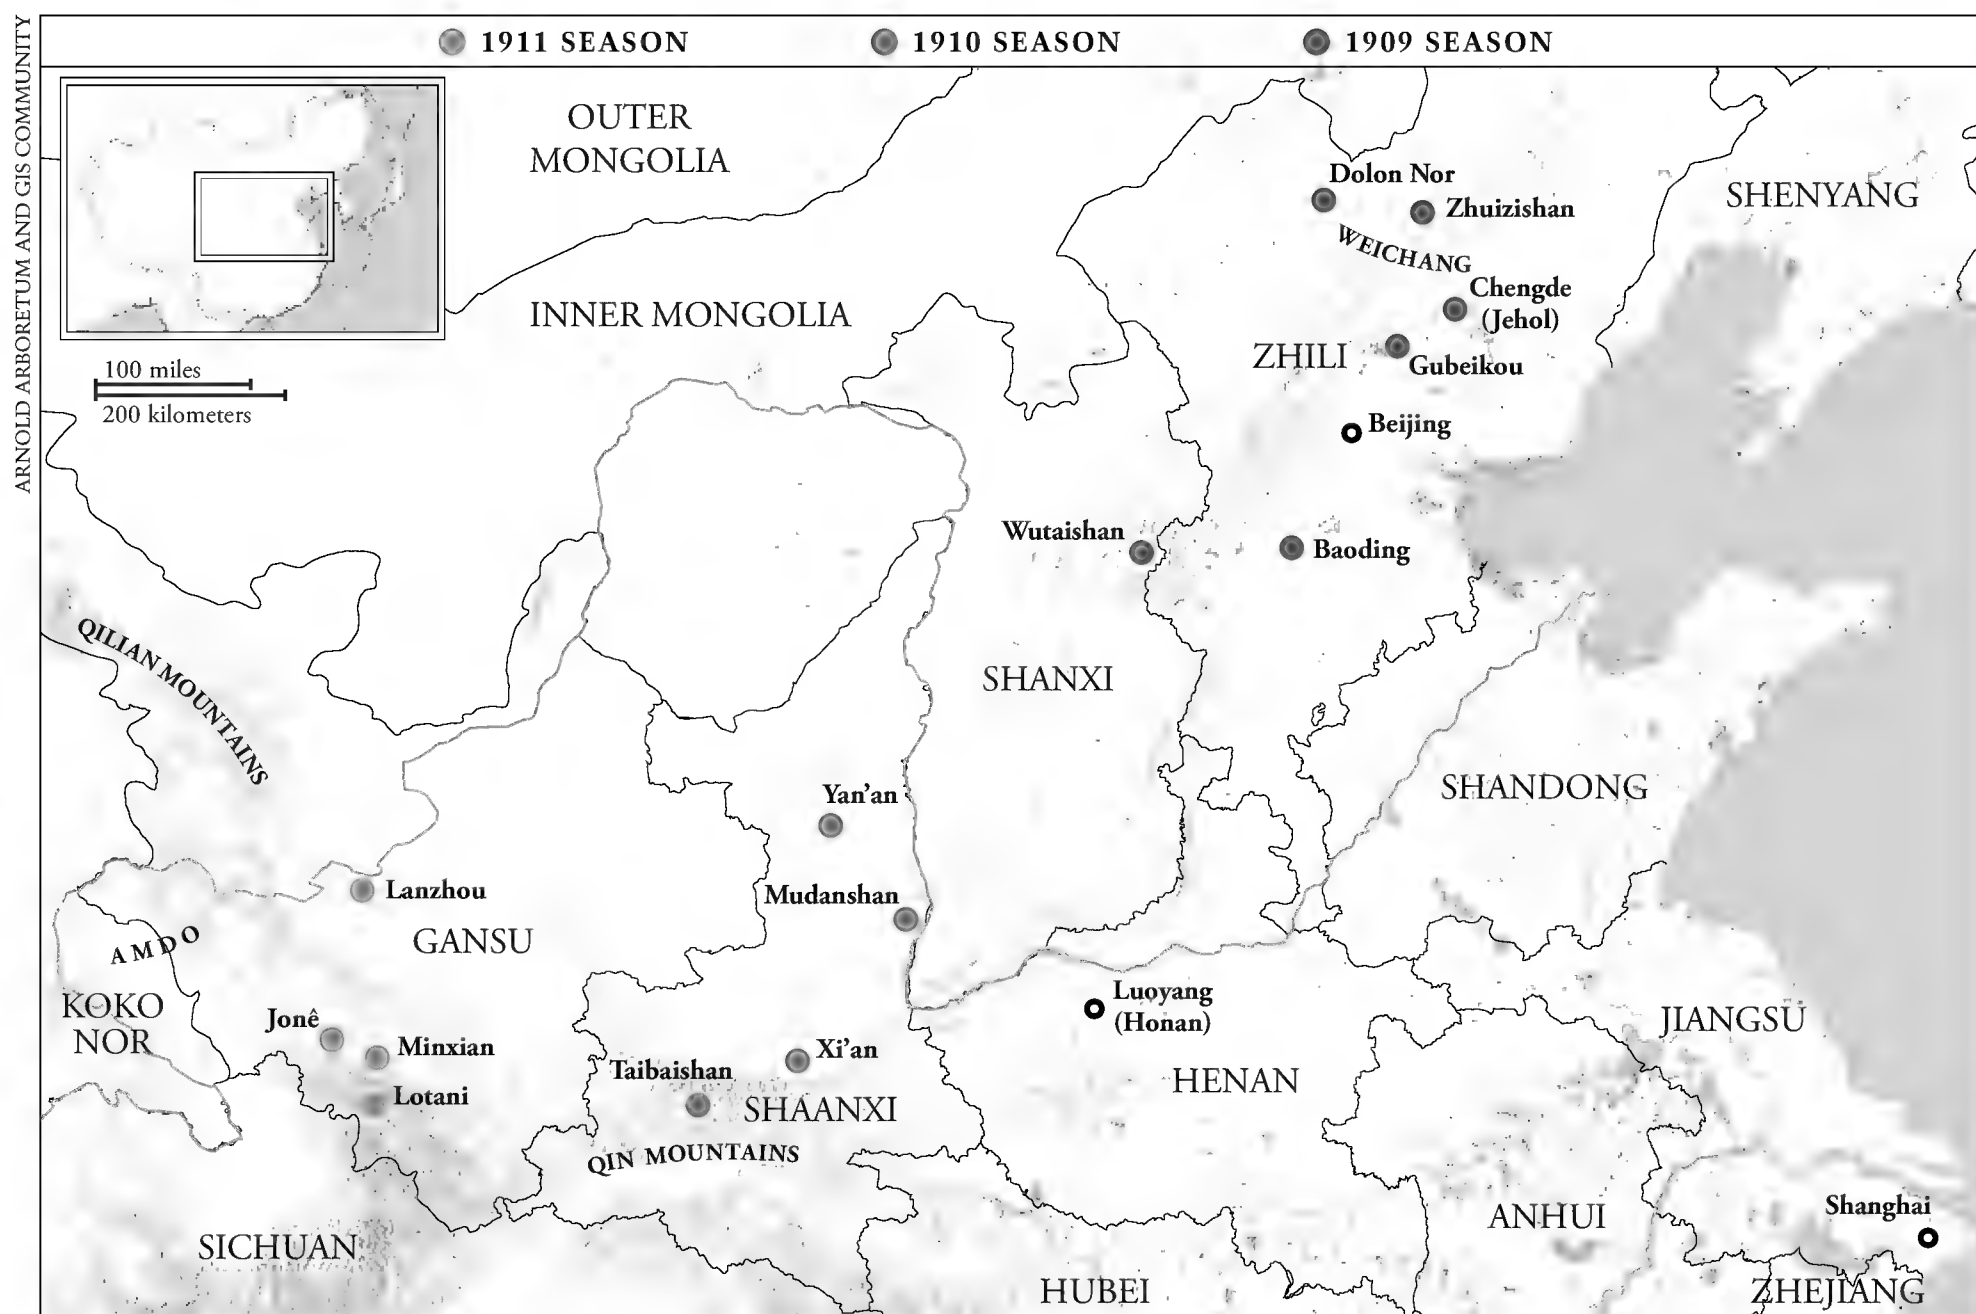 ARNOLD ARBORETUM AND GIS COMMUNITY
1911 SEASON
1910 SEASON
1909 SEASON
OUTER
MONGOLIA
Dolon Nor
Zhuizishan
SHENYANG
WEICHANG
Chengde
(Jehol)
INNER MONGOLIA
ZHILI
Gubeikou
100 miles
200 kilometers
Beijing
Wutaishan
Baoding
QILIAN MOUNTAINS
SHANXI
SHANDONG
Yan'an
Lanzhou
Mudanshan
GANSU
AMDO
KOKO
NOR
Luoyang
(Honan)
Jonê
Minxian
JIANGSU
Xi'an
Taibaishan
HENAN
Lotani
SHAANXI
QIN MOUNTAINS
Shanghai
ANHUI
SICHUAN
HUBEI
ZHEJIANG